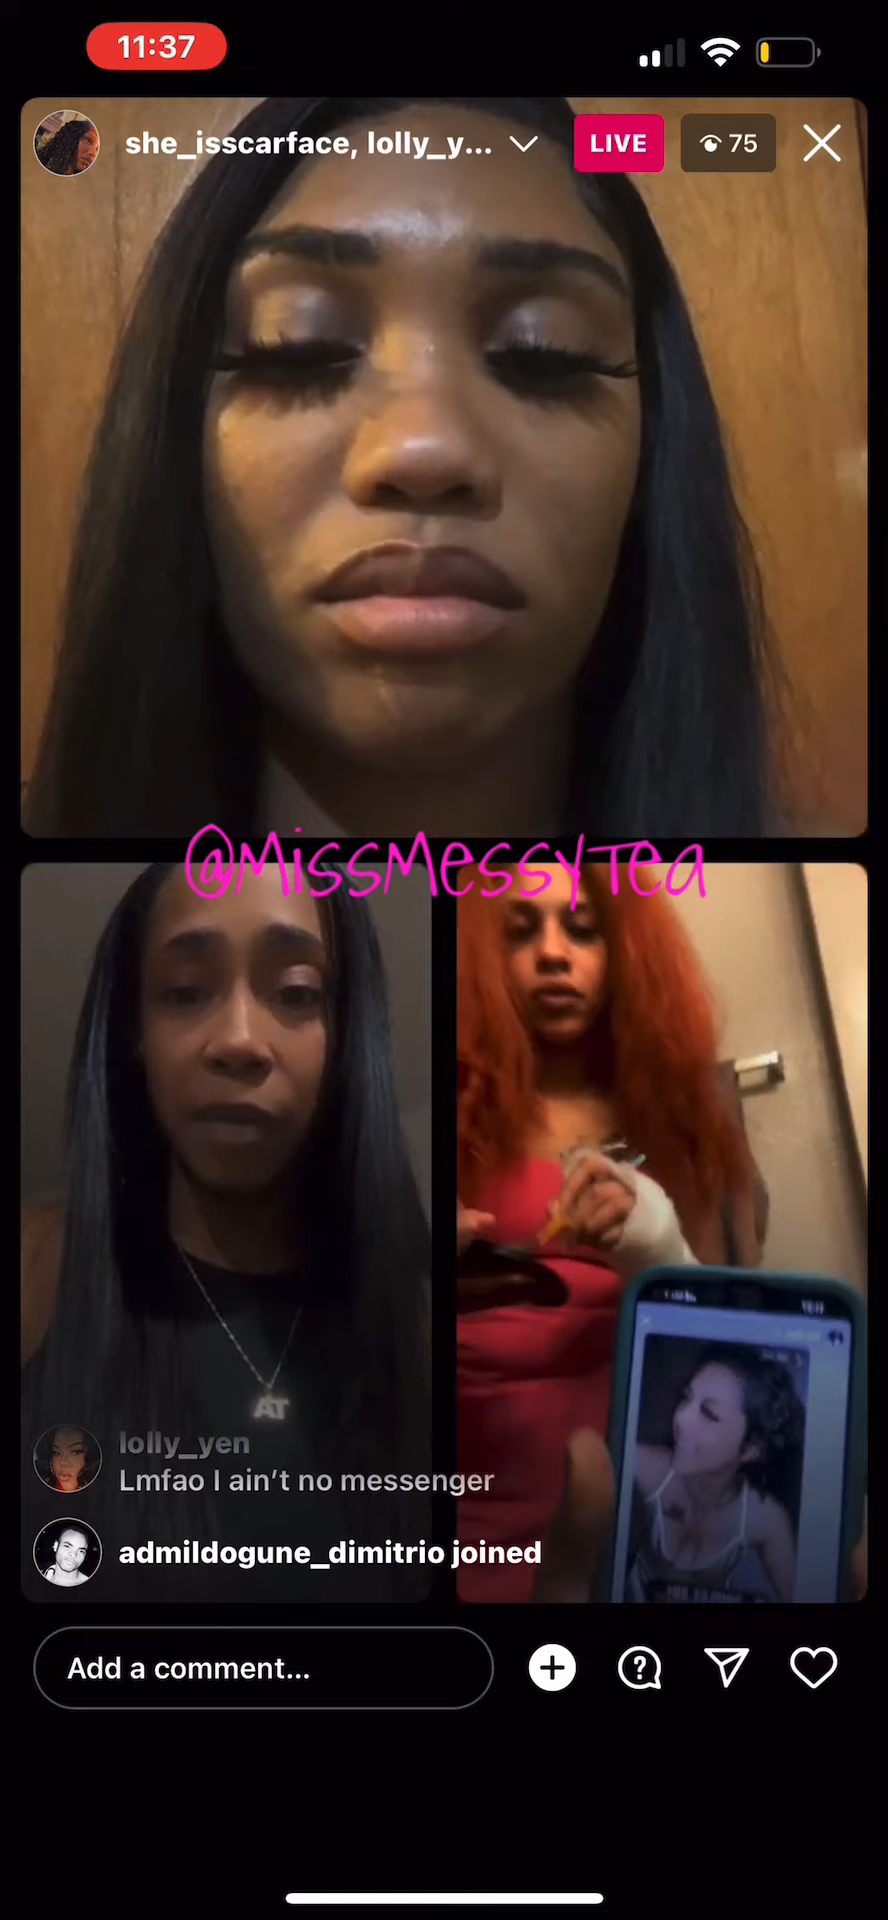 11:37
she_isscarface, lolly_y...
LIVE
75
@MissMessyTea
AT
lolly_yen
Lmfao I ain't no messenger
admildogune_dimitrio joined
Add a comment...